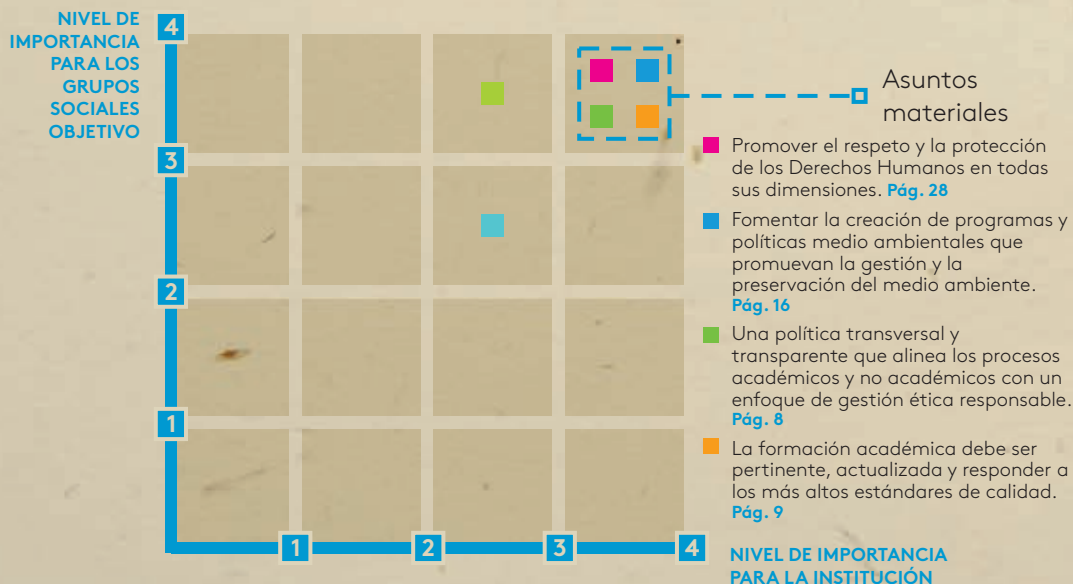 NIVEL DE
IMPORTANCIA
PARA LOS
GRUPOS
SOCIALES
OBJETIVO
4
3
2
1
1
2
3
4
NIVEL DE IMPORTANCIA
PARA LA INSTITUCIÓN
Asuntos
materiales
Promover el respeto y la protección
de los Derechos Humanos en todas
sus dimensiones. Pág. 28
Fomentar la creación de programas y
políticas medio ambientales que
promuevan la gestión y la
preservación del medio ambiente.
Pág. 16
Una política transversal y
transparente que alinea los procesos
académicos y no académicos con un
enfoque de gestión ética responsable.
Pág. 8
La formación académica debe ser
pertinente, actualizada y responder a
los más altos estándares de calidad.
Pág. 9